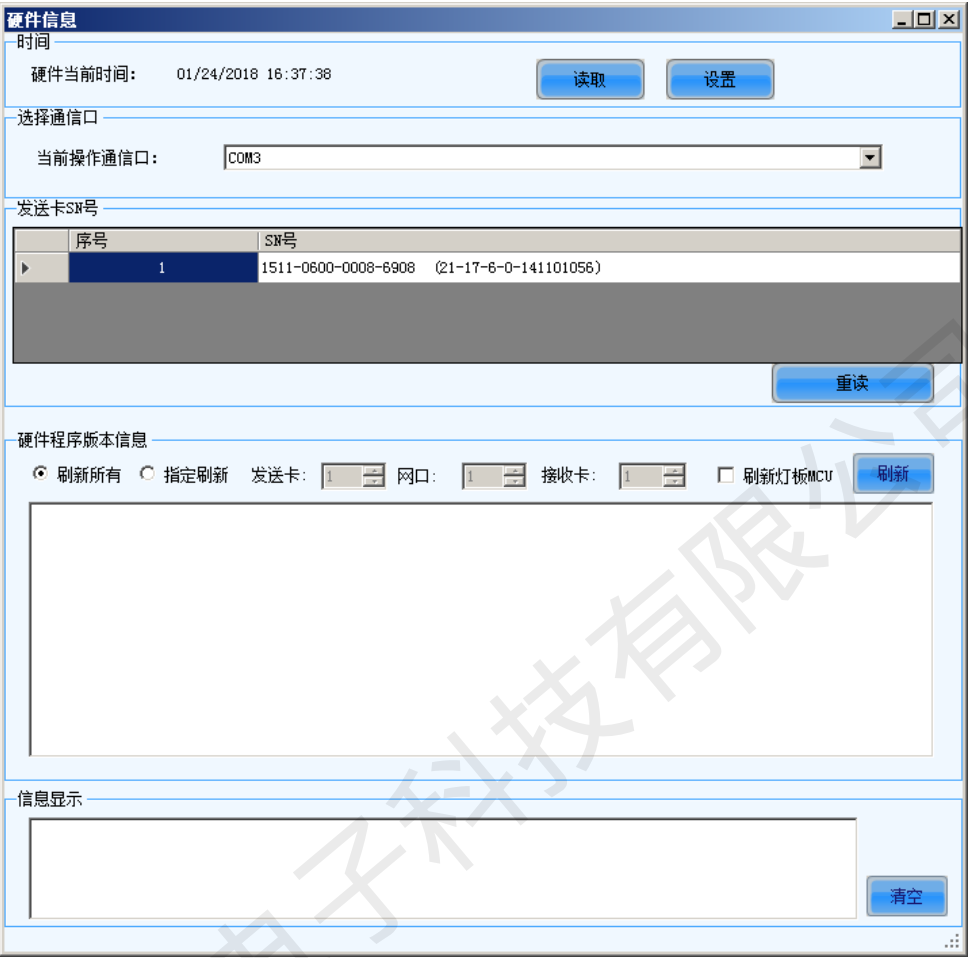 硬件信息
时间
硬件当前时间: 01/24/2018 16:37:38 读取 设置
选择通信口
当前操作通信口: COM3
发送卡SN号
序号 SN号
1 1511-0600-0008-6908 (21-17-6-0-141101056)
重读
硬件程序版本信息
刷新所有 指定刷新 发送卡: 1 网口: 1 接收卡: 1 刷新灯板MCU 刷新
信息显示
清空
电子科技有限公司